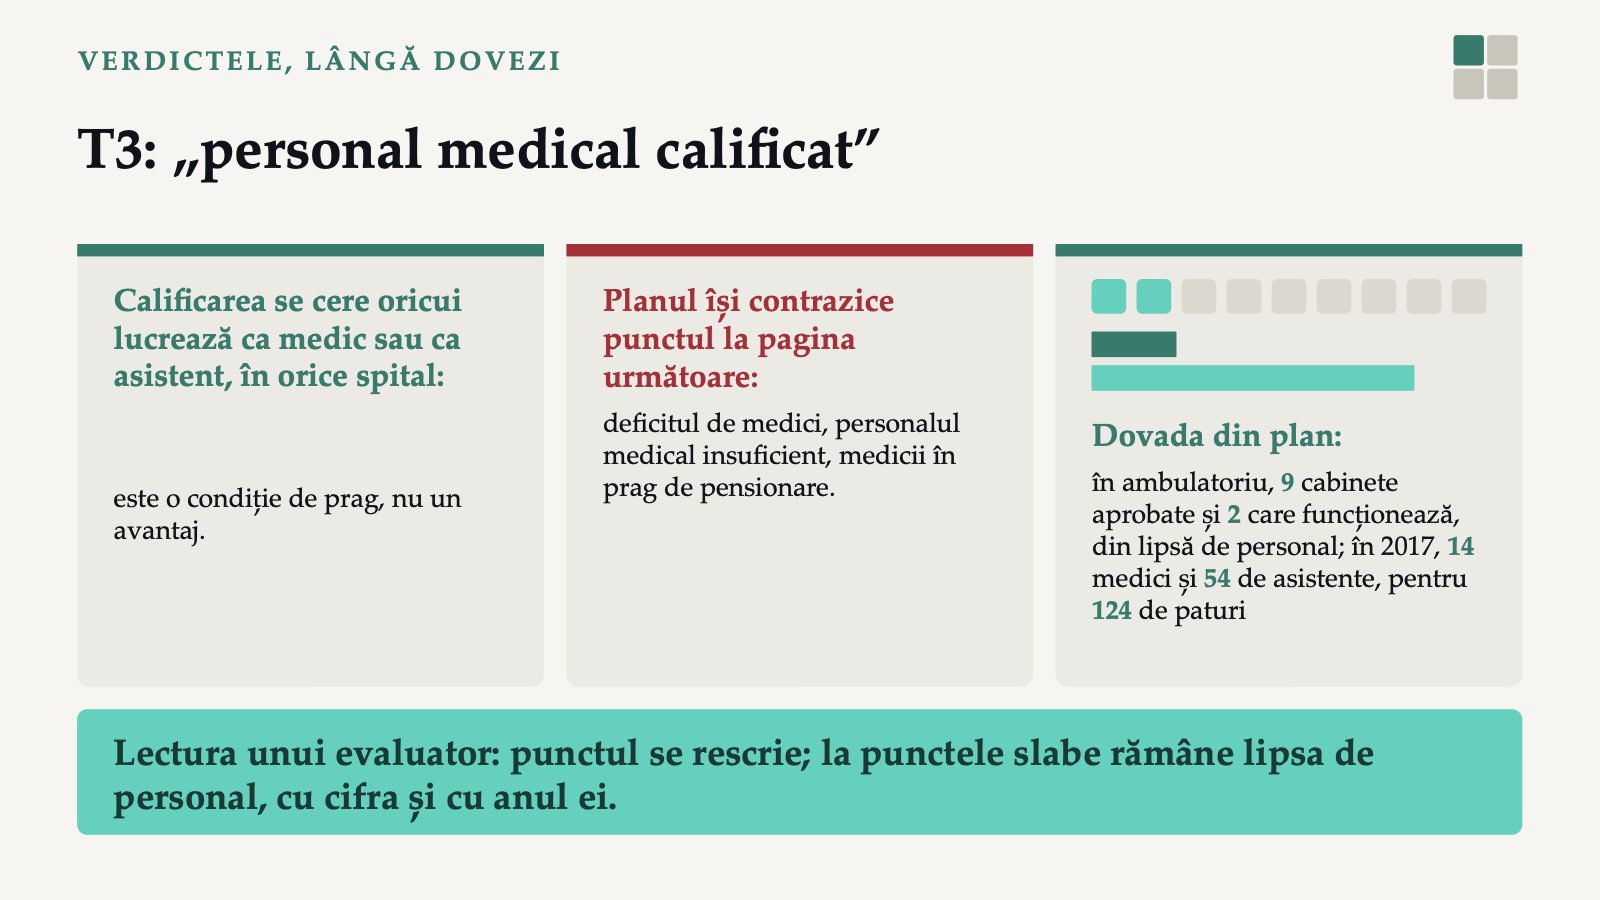 VERDICTELE, LÂNGĂ DOVEZI
T3: „personal medical calificat”
Calificarea se cere oricui
lucrează ca medic sau ca
asistent, în orice spital:
este o condiție de prag, nu un
avantaj.
Planul își contrazice
punctul la pagina
următoare:
deficitul de medici, personalul
medical insuficient, medicii în
prag de pensionare.
Dovada din plan:
în ambulatoriu, 9 cabinete
aprobate și 2 care funcționează,
din lipsă de personal; în 2017, 14
medici și 54 de asistente, pentru
124 de paturi
Lectura unui evaluator: punctul se rescrie; la punctele slabe rămâne lipsa de
personal, cu cifra și cu anul ei.